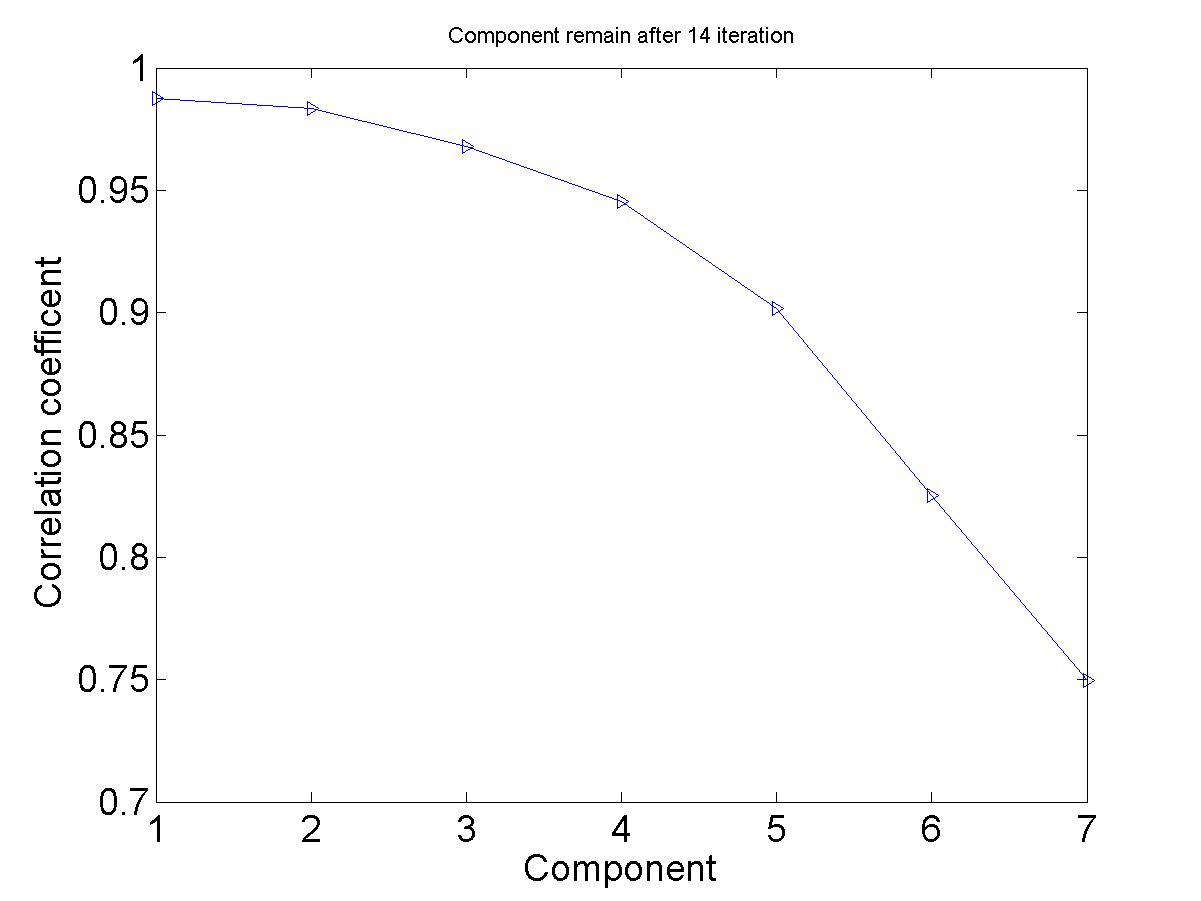 Component remain after 14 iteration
1
0.95
0.9
0.85
0.8
0.75
0.7
Correlation coefficent
1 2 3 4 5 6 7
Component